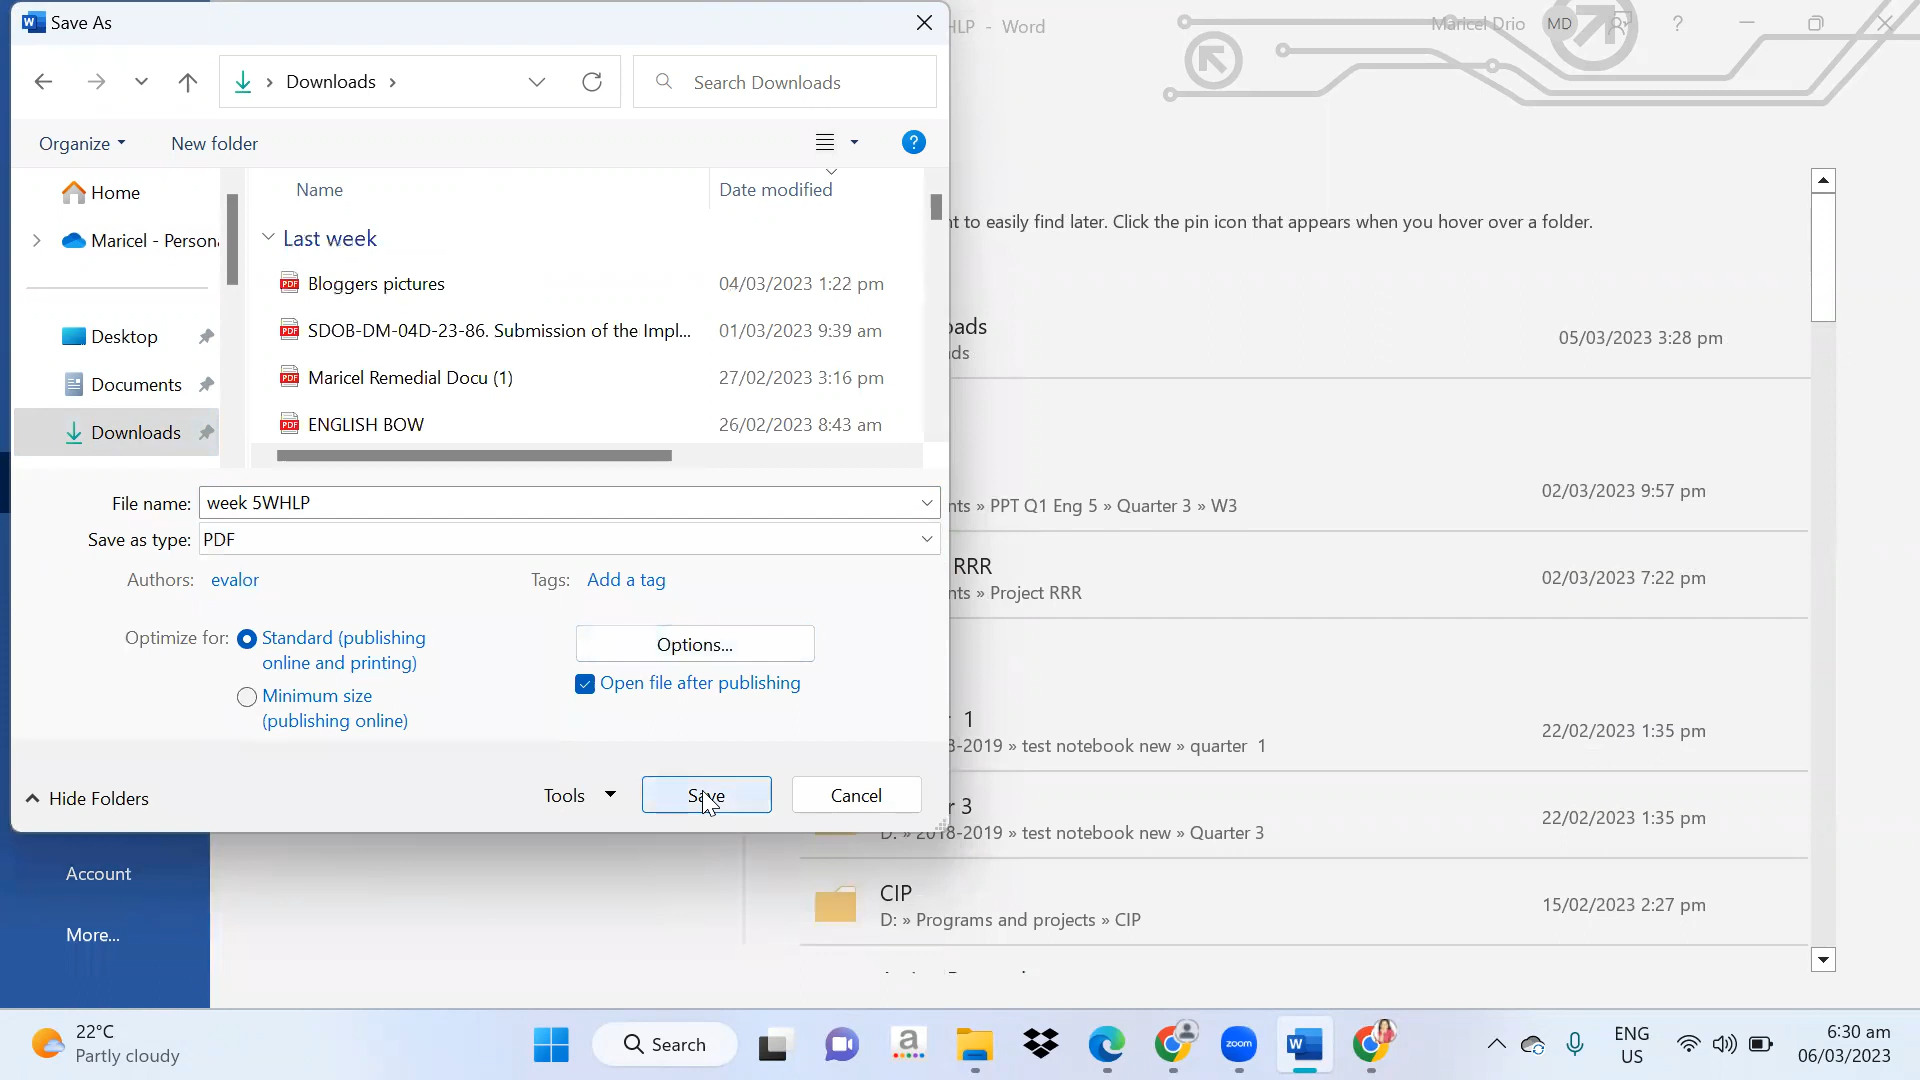 Save As
HLP - Word
Maricel Drio
MD
?
Downloads
Search Downloads
Organize
New folder
?
Home
Maricel - Person
Desktop
Documents
Downloads
Name
Date modified
Last week
PDF Bloggers pictures 04/03/2023 1:22 pm
PDF SDOB-DM-04D-23-86. Submission of the Impl... 01/03/2023 9:39 am
PDF Maricel Remedial Docu (1) 27/02/2023 3:16 pm
PDF ENGLISH BOW 26/02/2023 8:43 am
File name: week 5WHLP
Save as type: PDF
Authors: evalor
Tags: Add a tag
Optimize for: Standard (publishing
online and printing)
Minimum size
(publishing online)
Options...
Open file after publishing
Hide Folders
Tools
Save
Cancel
to easily find later. Click the pin icon that appears when you hover over a folder.
oads
ds
05/03/2023 3:28 pm
nts » PPT Q1 Eng 5 » Quarter 3 » W3
02/03/2023 9:57 pm
RRR
nts » Project RRR
02/03/2023 7:22 pm
1
8-2019 » test notebook new » quarter 1
22/02/2023 1:35 pm
r 3
D: » 2018-2019 » test notebook new » Quarter 3
22/02/2023 1:35 pm
CIP
D: » Programs and projects » CIP
15/02/2023 2:27 pm
Account
More...
22°C
Partly cloudy
Search
a
zoom
ENG
US
6:30 am
06/03/2023